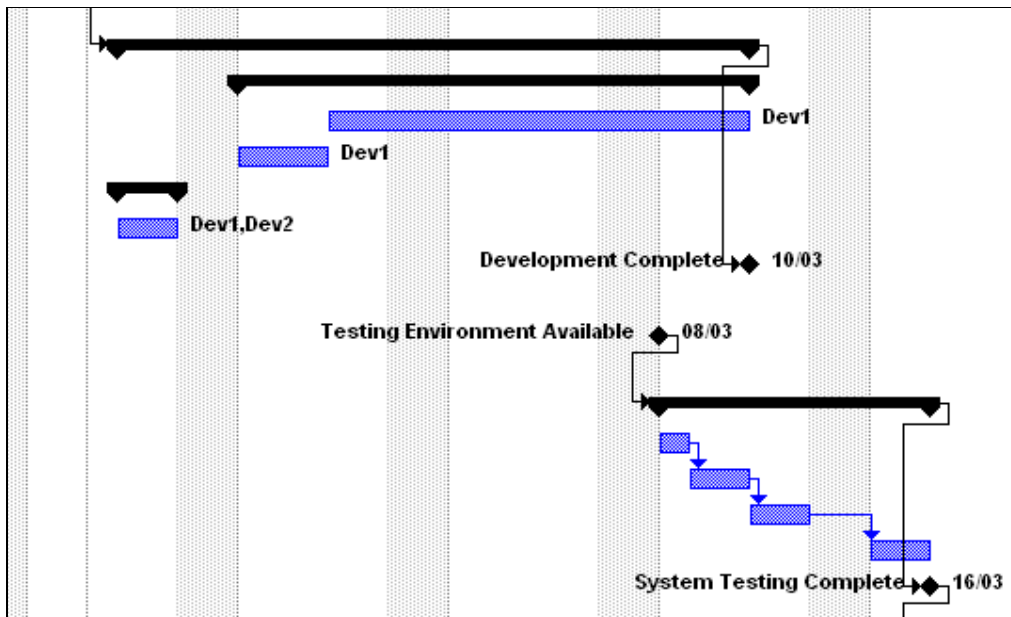 Dev1
Dev1
Dev1,Dev2
Development Complete 10/03
Testing Environment Available 08/03
System Testing Complete 16/03